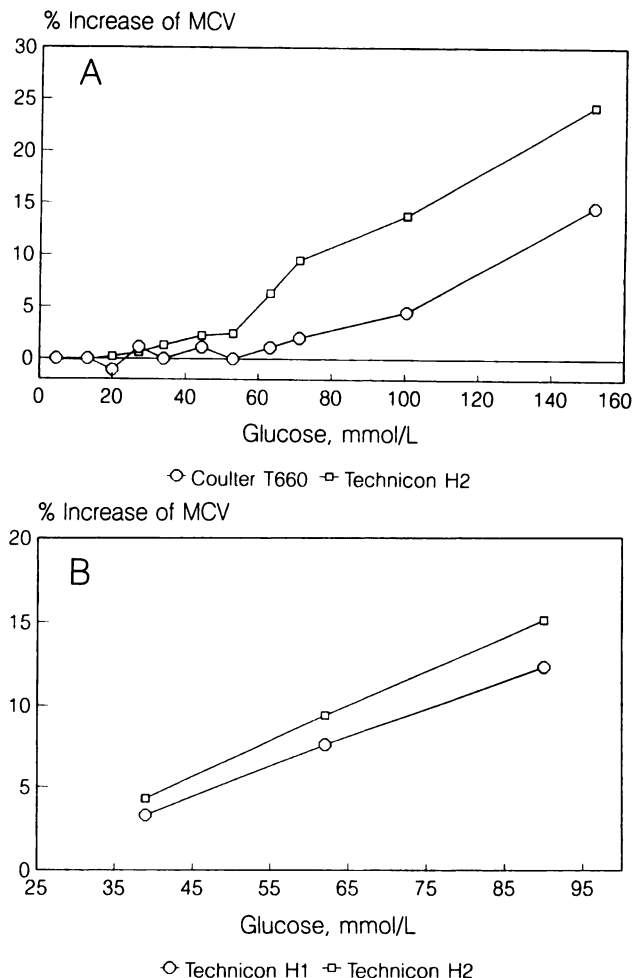 % Increase of MCV
30
25
20
15
10
5
0
A
0 20 40 60 80 100 120 140 160
Glucose, mmol/L
Coulter T660 Technicon H2
% Increase of MCV
20
15
10
5
0
B
25 35 45 55 65 75 85 95
Glucose, mmol/L
Technicon H1 Technicon H2